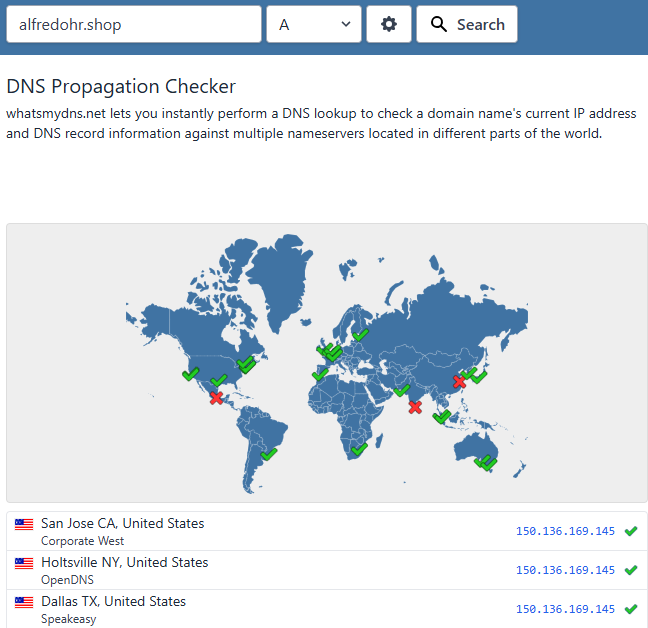 alfredohr.shop
A
Search
DNS Propagation Checker
whatsmydns.net lets you instantly perform a DNS lookup to check a domain name's current IP address
and DNS record information against multiple nameservers located in different parts of the world.
San Jose CA, United States
150.136.169.145
Corporate West
Holtsville NY, United States
150.136.169.145
OpenDNS
Dallas TX, United States
150.136.169.145
Speakeasy